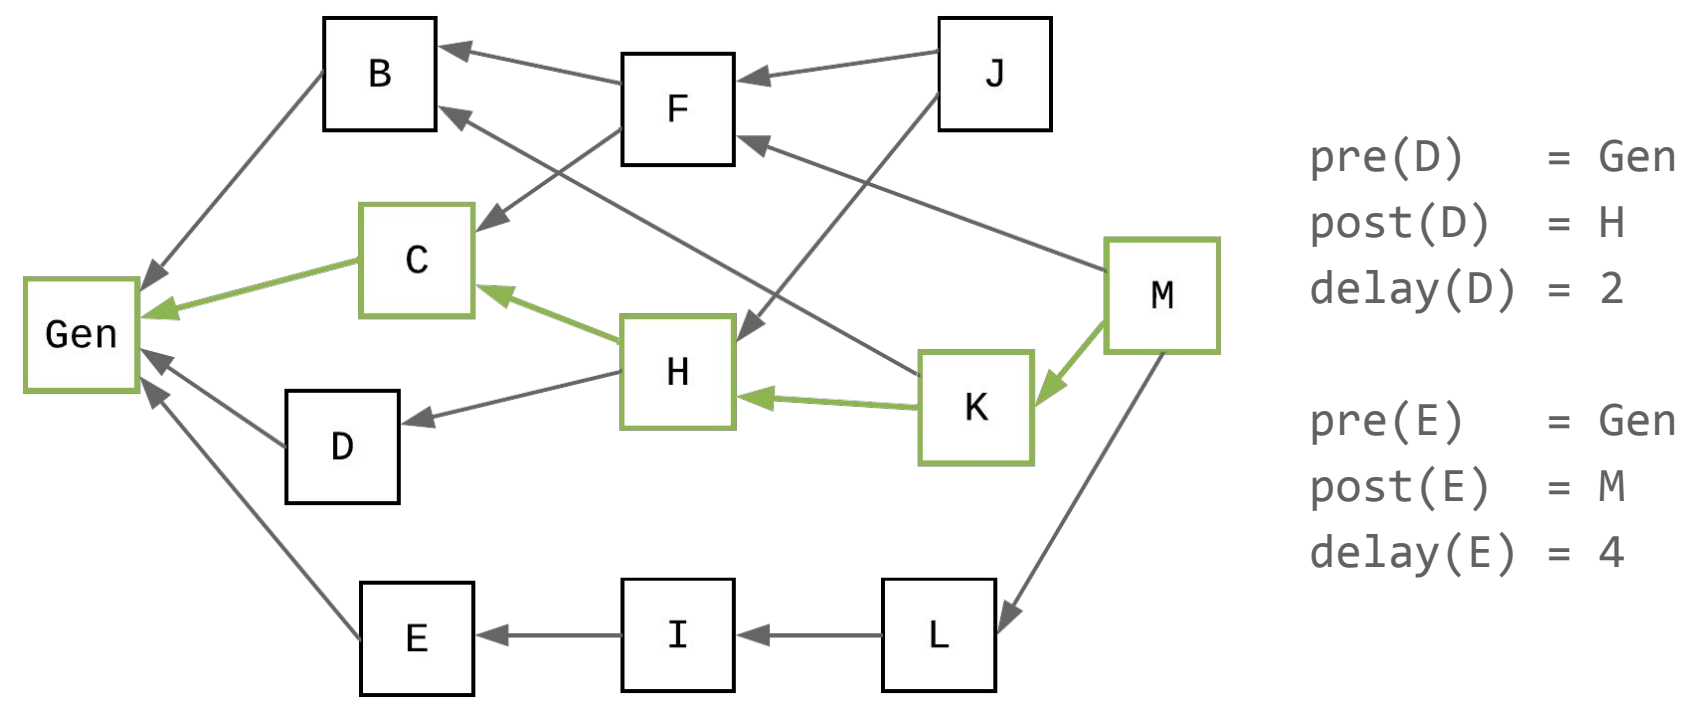 B
F
J
C
M
Gen
H
K
D
E
I
L
pre(D) = Gen
post(D) = H
delay(D) = 2
pre(E) = Gen
post(E) = M
delay(E) = 4